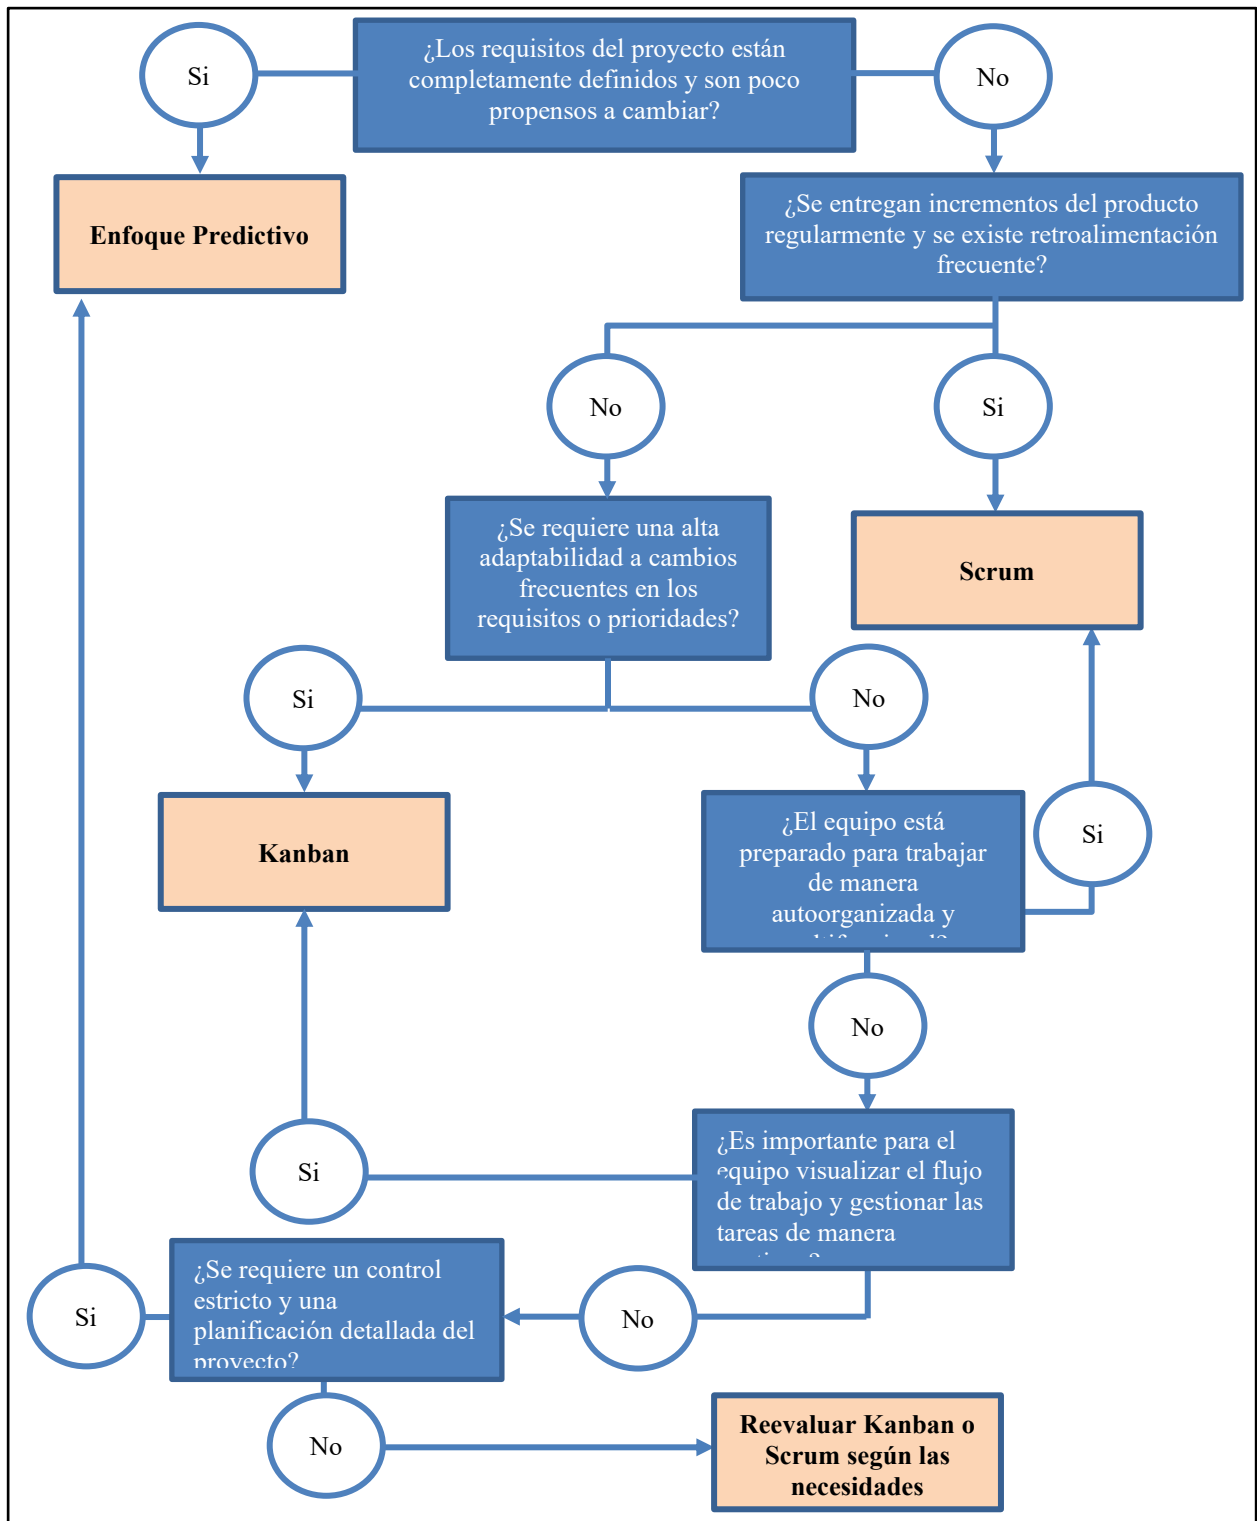 ¿Los requisitos del proyecto están
completamente definidos y son poco
propensos a cambiar?
Si
No
Enfoque Predictivo
¿Se entregan incrementos del producto
regularmente y se existe retroalimentación
frecuente?
No
Si
¿Se requiere una alta
adaptabilidad a cambios
frecuentes en los
requisitos o prioridades?
Scrum
Si
No
Kanban
¿El equipo está
preparado para trabajar
de manera
autoorganizada y
Si
No
¿Es importante para el
equipo visualizar el flujo
de trabajo y gestionar las
tareas de manera
Si
No
¿Se requiere un control
estricto y una
planificación detallada del
proyecto?
Si
No
Reevaluar Kanban o
Scrum según las
necesidades